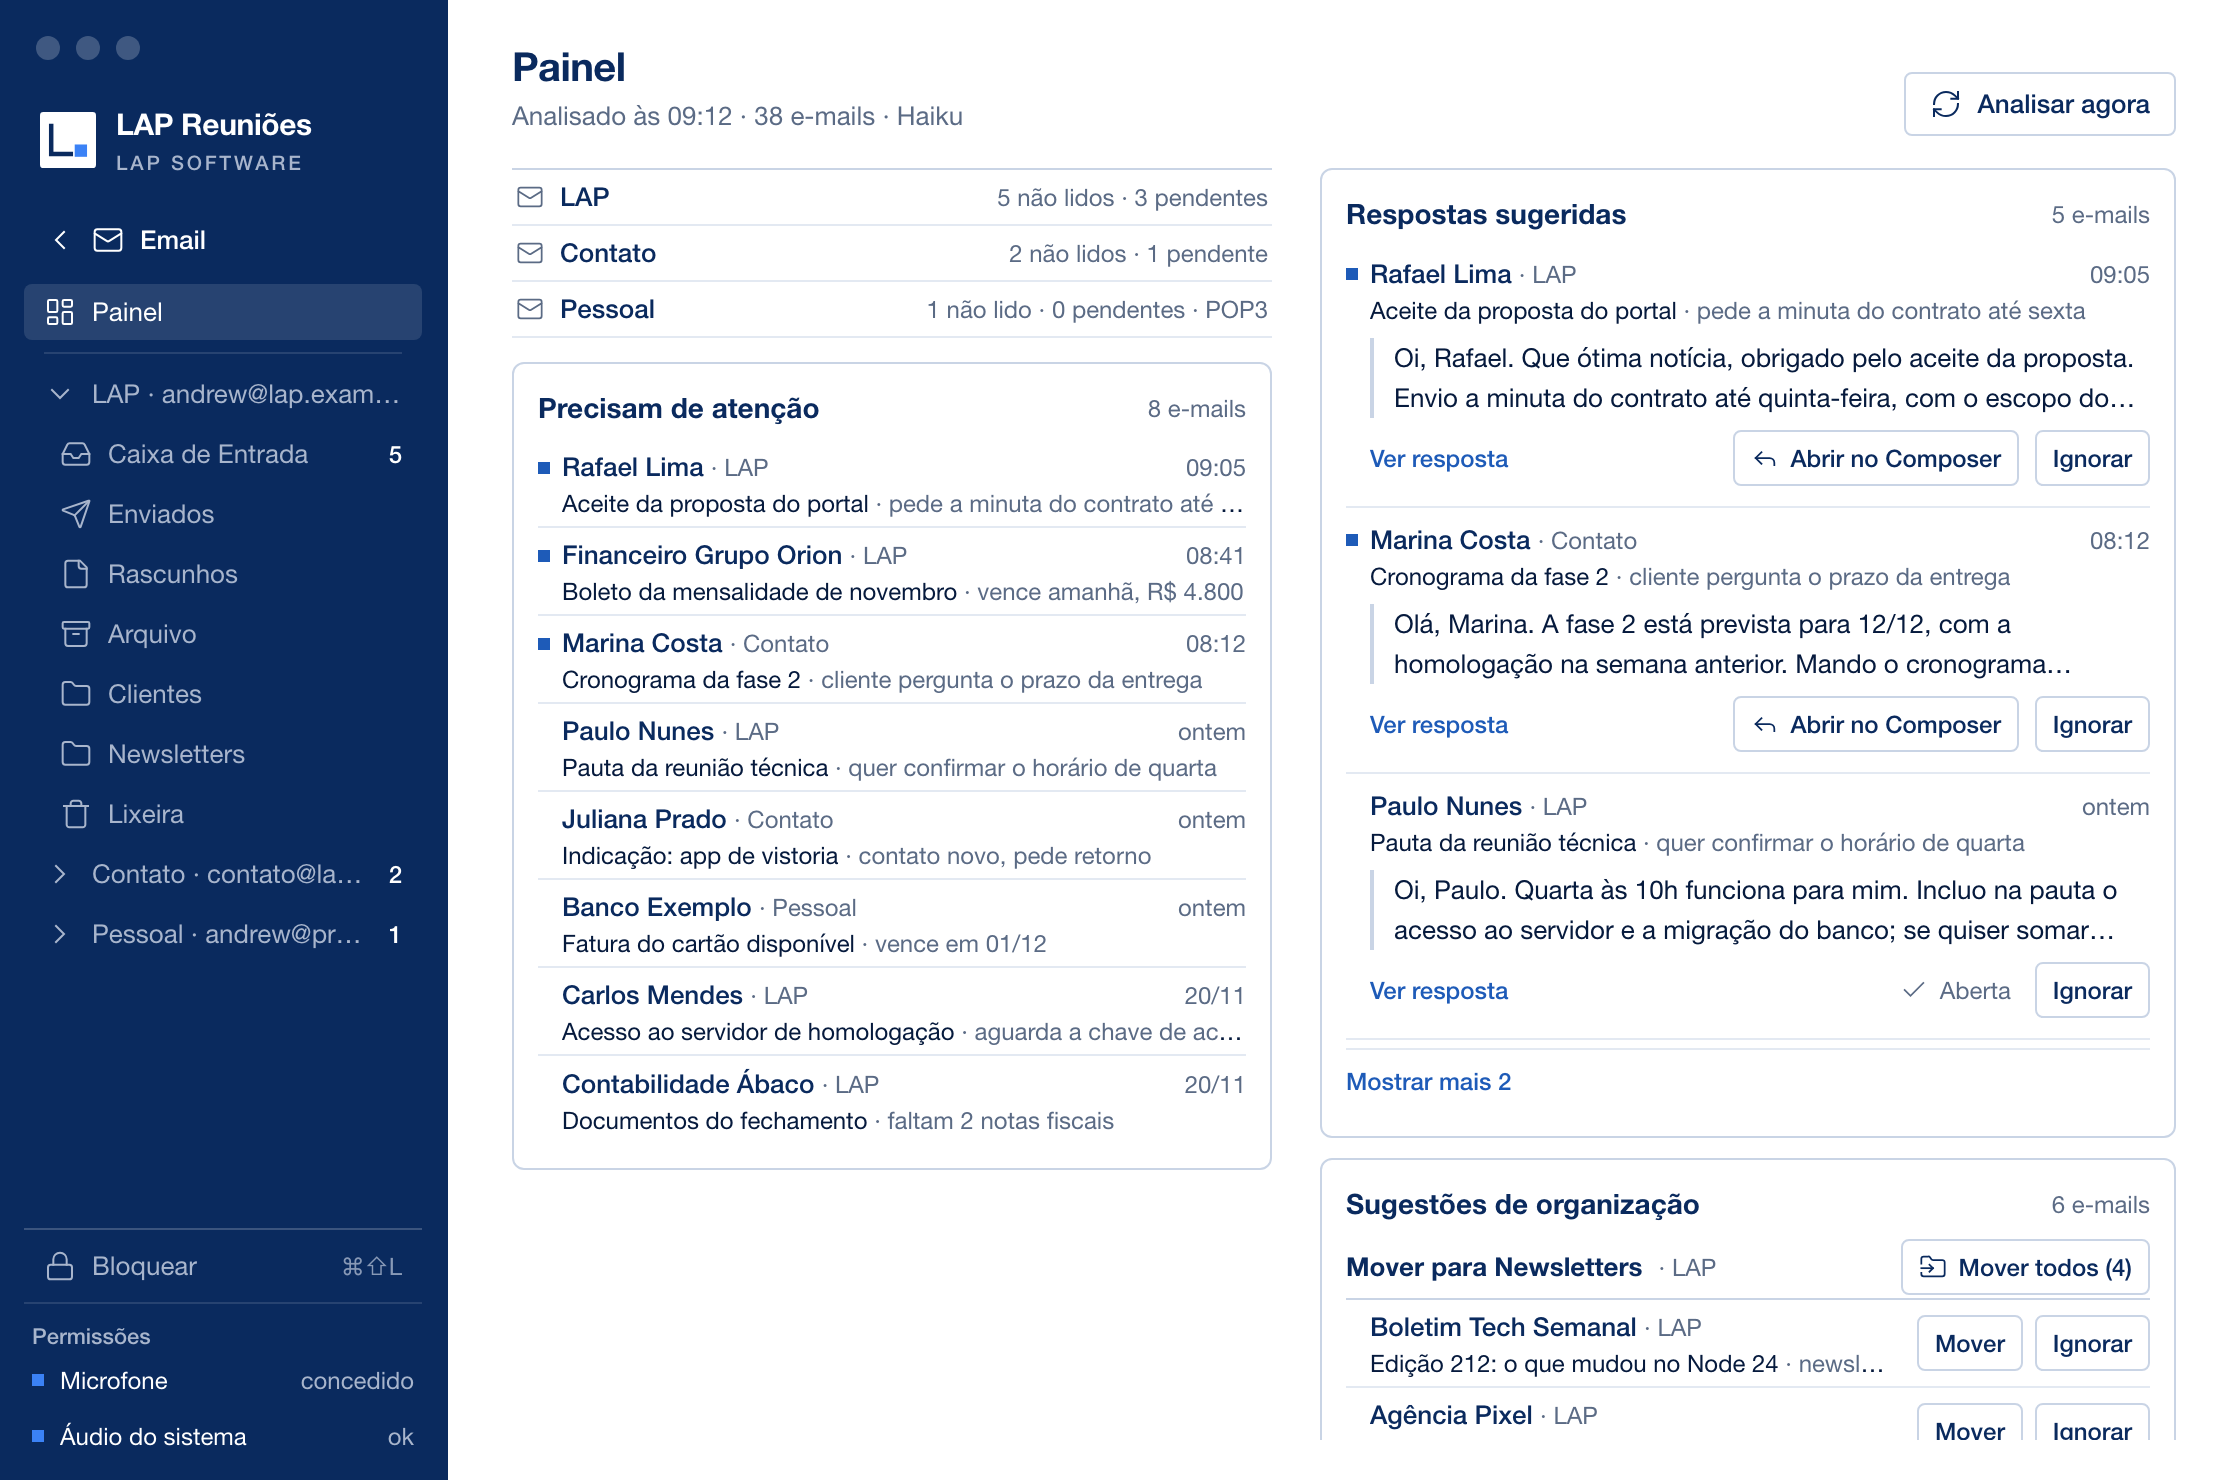 LAP Reuniões
LAP SOFTWARE
Email
Painel
LAP · andrew@lap.exam...
Caixa de Entrada 5
Enviados
Rascunhos
Arquivo
Clientes
Newsletters
Lixeira
Contato · contato@la... 2
Pessoal · andrew@pr... 1
Bloquear ⌘⇧L
Permissões
Microfone concedido
Áudio do sistema ok
Painel
Analisado às 09:12 · 38 e-mails · Haiku
Analisar agora
LAP 5 não lidos · 3 pendentes
Contato 2 não lidos · 1 pendente
Pessoal 1 não lido · 0 pendentes · POP3
Precisam de atenção 8 e-mails
Rafael Lima · LAP 09:05
Aceite da proposta do portal · pede a minuta do contrato até ...
Financeiro Grupo Orion · LAP 08:41
Boleto da mensalidade de novembro · vence amanhã, R$ 4.800
Marina Costa · Contato 08:12
Cronograma da fase 2 · cliente pergunta o prazo da entrega
Paulo Nunes · LAP ontem
Pauta da reunião técnica · quer confirmar o horário de quarta
Juliana Prado · Contato ontem
Indicação: app de vistoria · contato novo, pede retorno
Banco Exemplo · Pessoal ontem
Fatura do cartão disponível · vence em 01/12
Carlos Mendes · LAP 20/11
Acesso ao servidor de homologação · aguarda a chave de ac...
Contabilidade Ábaco · LAP 20/11
Documentos do fechamento · faltam 2 notas fiscais
Respostas sugeridas 5 e-mails
Rafael Lima · LAP 09:05
Aceite da proposta do portal · pede a minuta do contrato até sexta
Oi, Rafael. Que ótima notícia, obrigado pelo aceite da proposta.
Envio a minuta do contrato até quinta-feira, com o escopo do...
Ver resposta Abrir no Composer Ignorar
Marina Costa · Contato 08:12
Cronograma da fase 2 · cliente pergunta o prazo da entrega
Olá, Marina. A fase 2 está prevista para 12/12, com a
homologação na semana anterior. Mando o cronograma...
Ver resposta Abrir no Composer Ignorar
Paulo Nunes · LAP ontem
Pauta da reunião técnica · quer confirmar o horário de quarta
Oi, Paulo. Quarta às 10h funciona para mim. Incluo na pauta o
acesso ao servidor e a migração do banco; se quiser somar...
Ver resposta Aberta Ignorar
Mostrar mais 2
Sugestões de organização 6 e-mails
Mover para Newsletters · LAP Mover todos (4)
Boletim Tech Semanal · LAP
Edição 212: o que mudou no Node 24 · newsl...
Mover Ignorar
Agência Pixel · LAP
Mover Ignorar